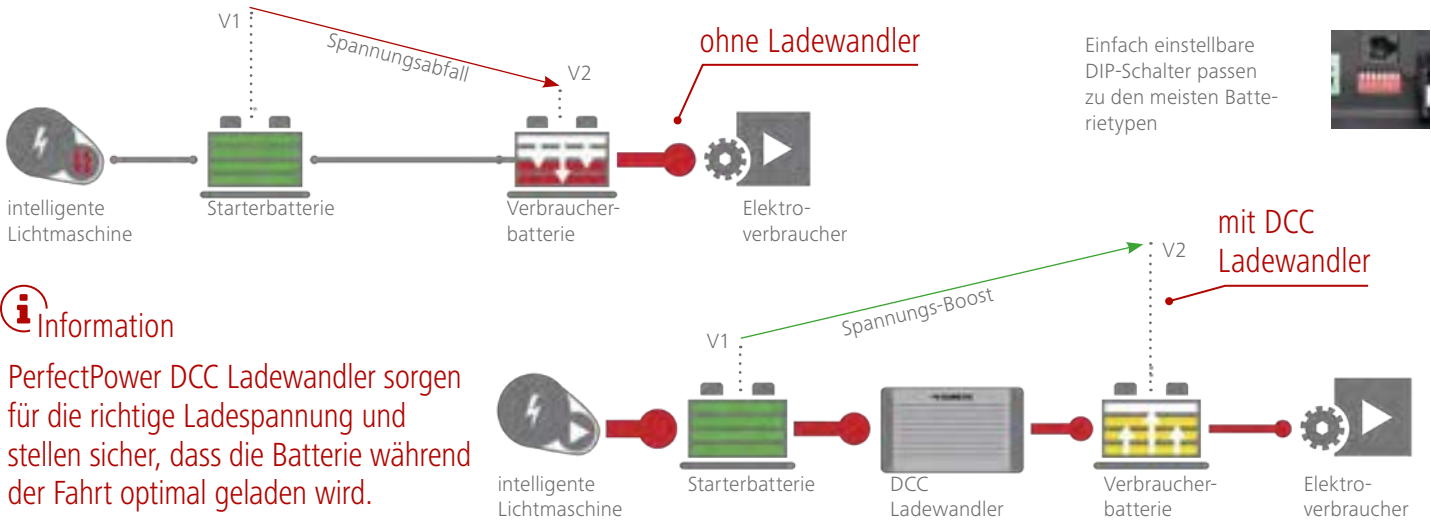 V1
Spannungsabfall
V2
ohne Ladewandler
intelligente
Lichtmaschine
Starterbatterie
Verbraucher-
batterie
Elektro-
verbraucher
Einfach einstellbare
DIP-Schalter passen
zu den meisten Batte-
rietypen
Information
PerfectPower DCC Ladewandler sorgen
für die richtige Ladespannung und
stellen sicher, dass die Batterie während
der Fahrt optimal geladen wird.
mit DCC
Ladewandler
V1
Spannungs-Boost
V2
intelligente
Lichtmaschine
Starterbatterie
DCC
Ladewandler
Verbraucher-
batterie
Elektro-
verbraucher